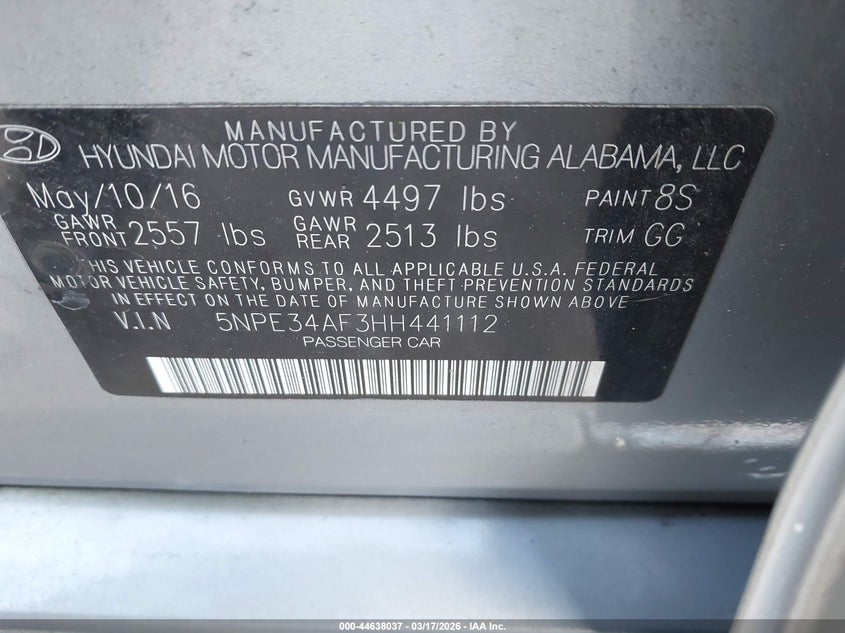 MANUFACTURED BY
HYUNDAI MOTOR MANUFACTURING ALABAMA, LLC
May/10/16 GVWR 4497 lbs PAINT 8S
GAWR FRONT 2557 lbs GAWR REAR 2513 lbs TRIM GG
THIS VEHICLE CONFORMS TO ALL APPLICABLE U.S.A. FEDERAL
MOTOR VEHICLE SAFETY, BUMPER, AND THEFT PREVENTION STANDARDS
IN EFFECT ON THE DATE OF MANUFACTURE SHOWN ABOVE
V.I.N 5NPE34AF3HH441112
PASSENGER CAR
000-44638037 - 03/17/2026 - IAA Inc.